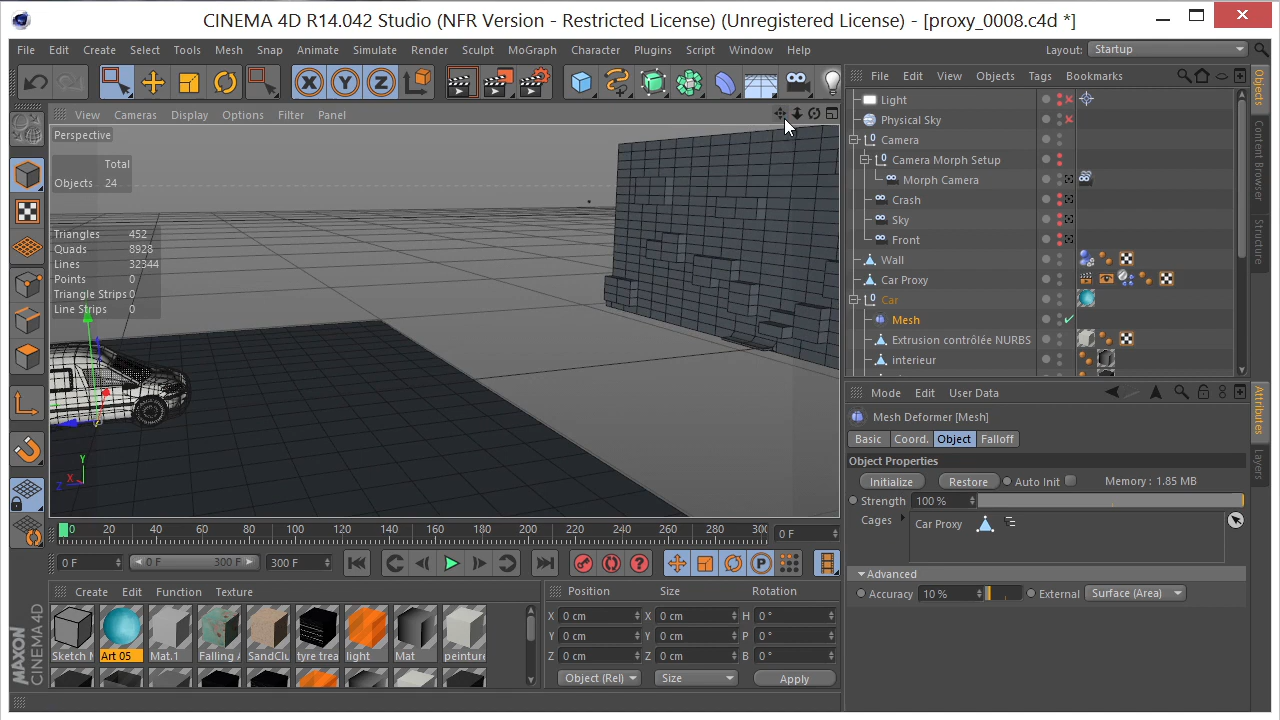 CINEMA 4D R14.042 Studio (NFR Version - Restricted License) (Unregistered License) - [proxy_0008.c4d *]
File Edit Create Select Tools Mesh Snap Animate Simulate Render Sculpt MoGraph Character Plugins Script Window Help
Layout: Startup
X Y Z
File Edit View Objects Tags Bookmarks
View Cameras Display Options Filter Panel
Perspective
Total
Objects 24
Triangles 452
Quads 8928
Lines 32344
Points 0
Triangle Strips 0
Line Strips 0
Y
X
Z
Light
Physical Sky
Camera
Camera Morph Setup
Morph Camera
Crash
Sky
Front
Wall
Car Proxy
Car
Mesh
Extrusion contrôlée NURBS
interieur
Objects
Content Browser
Structure
Mode Edit User Data
Mesh Deformer [Mesh]
Basic Coord. Object Falloff
Object Properties
Initialize Restore Auto Init Memory : 1.85 MB
Strength 100 %
Cages Car Proxy
Advanced
Accuracy 10 % External Surface (Area)
Attributes
Layers
0 20 40 60 80 100 120 140 160 180 200 220 240 260 280 300 0 F
0 F 0 F 300 F 300 F
P
Create Edit Function Texture
Sketch M Art 05 Mat.1 Falling A SandClu tyre trea light Mat peinture
Position Size Rotation
X 0 cm X 0 cm H 0 °
Y 0 cm Y 0 cm P 0 °
Z 0 cm Z 0 cm B 0 °
Object (Rel) Size Apply
MAXON
CINEMA 4D